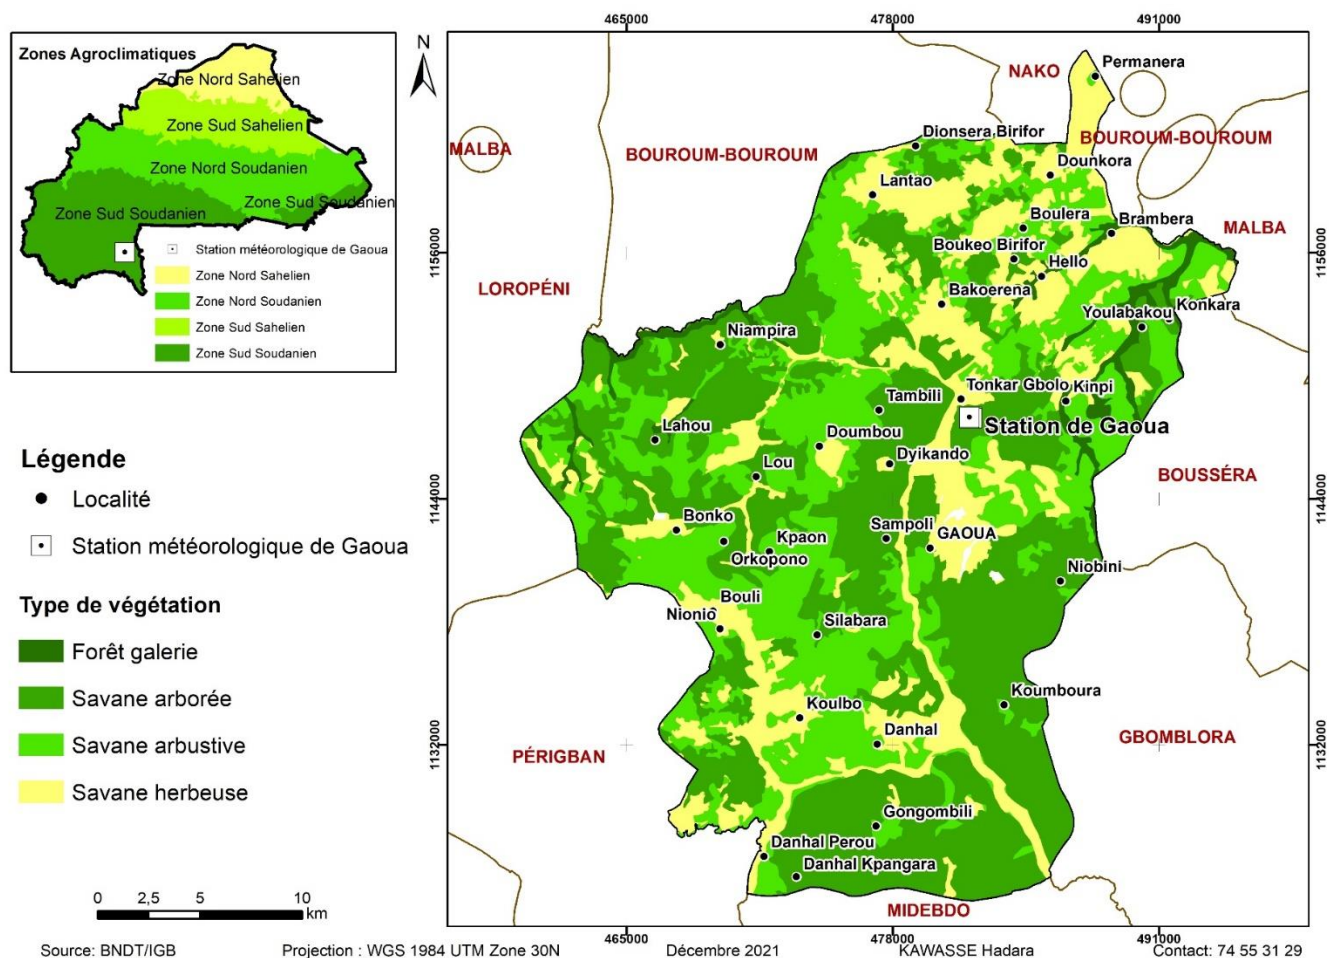 Zones Agroclimatiques
Zone Nord Sahelien
Zone Sud Sahelien
Zone Nord Soudanien
Zone Sud Soudanien
Zone Sud Soudanien
Station météorologique de Gaoua
Zone Nord Sahelien
Zone Nord Soudanien
Zone Sud Sahelien
Zone Sud Soudanien
Légende
Localité
Station météorologique de Gaoua
Type de végétation
Forêt galerie
Savane arborée
Savane arbustive
Savane herbeuse
0 2,5 5 10
km
N
465000 478000 491000
1156000
1144000
1132000
NAKO
Permanera
MALBA
BOUROUM-BOUROUM
Dionsera Birifor
BOUROUM-BOUROUM
Dounkora
Lantao
Boulera
Brambera
MALBA
Boukeo Birifor
Hello
LOROPÉNI
Bakoerena
Konkara
Youlabakou
Niampira
Tonkar Gbolo
Kinpi
Tambili
Station de Gaoua
Lahou
Doumbou
Dyikando
Lou
BOUSSÉRA
Bonko
Sampoli
GAOUA
Kpaon
Orkopono
Niobini
Bouli
Nionio
Silabara
Koumboura
Koulbo
Danhal
GBOMBLORA
PÉRIGBAN
Gongombili
Danhal Perou
Danhal Kpangara
MIDEBDO
1156000
1144000
1132000
465000 478000 491000
Source: BNDT/IGB Projection : WGS 1984 UTM Zone 30N Décembre 2021 KAWASSE Hadara Contact: 74 55 31 29